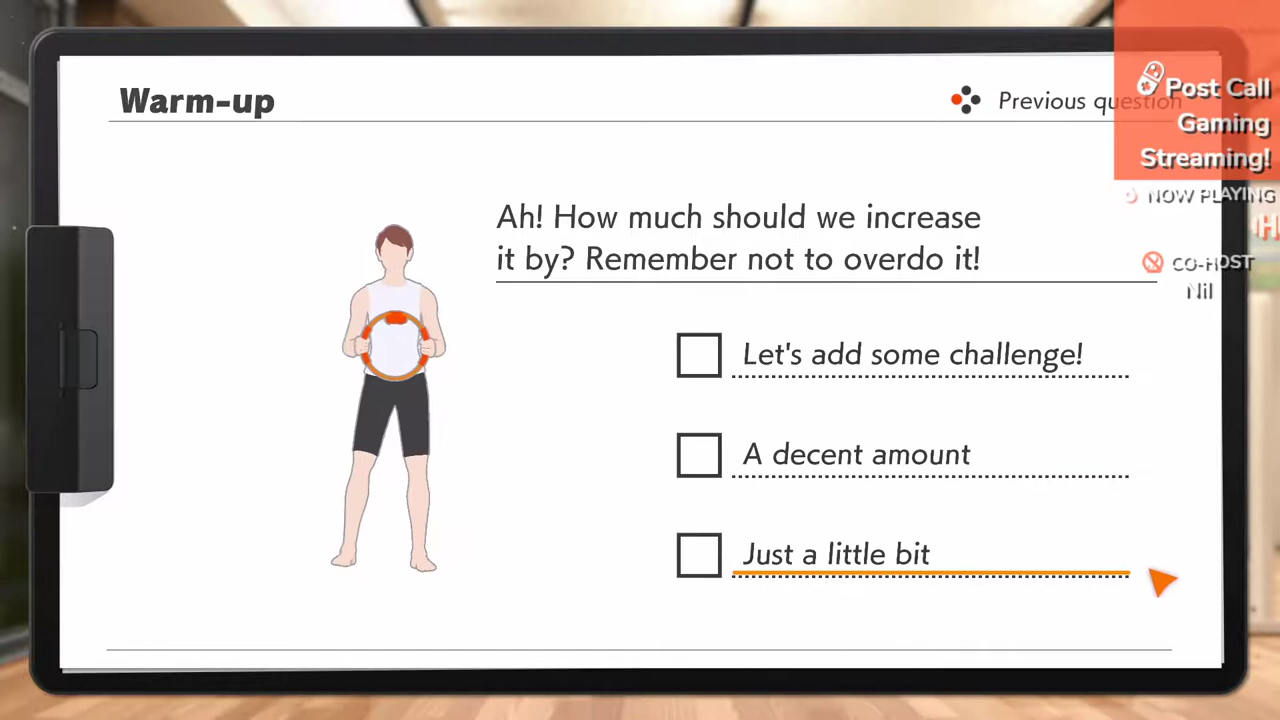 Warm-up
Previous question
Post Call
Gaming
Streaming!
NOW PLAYING
CO-HOST
Nil
Ah! How much should we increase
it by? Remember not to overdo it!
Let's add some challenge!
A decent amount
Just a little bit